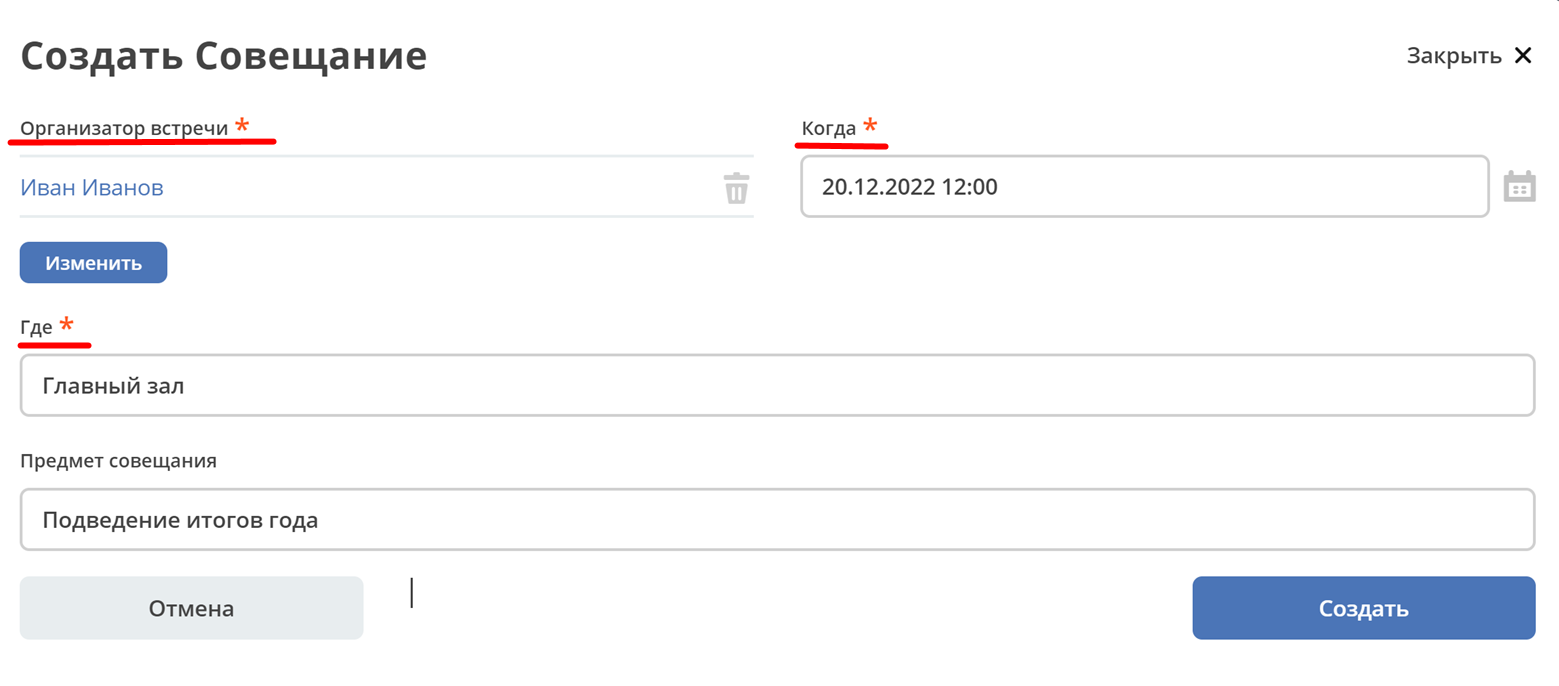 Создать Совещание
Закрыть ×
Организатор встречи *
Когда *
Иван Иванов
20.12.2022 12:00
Изменить
Где *
Главный зал
Предмет совещания
Подведение итогов года
Отмена
Создать